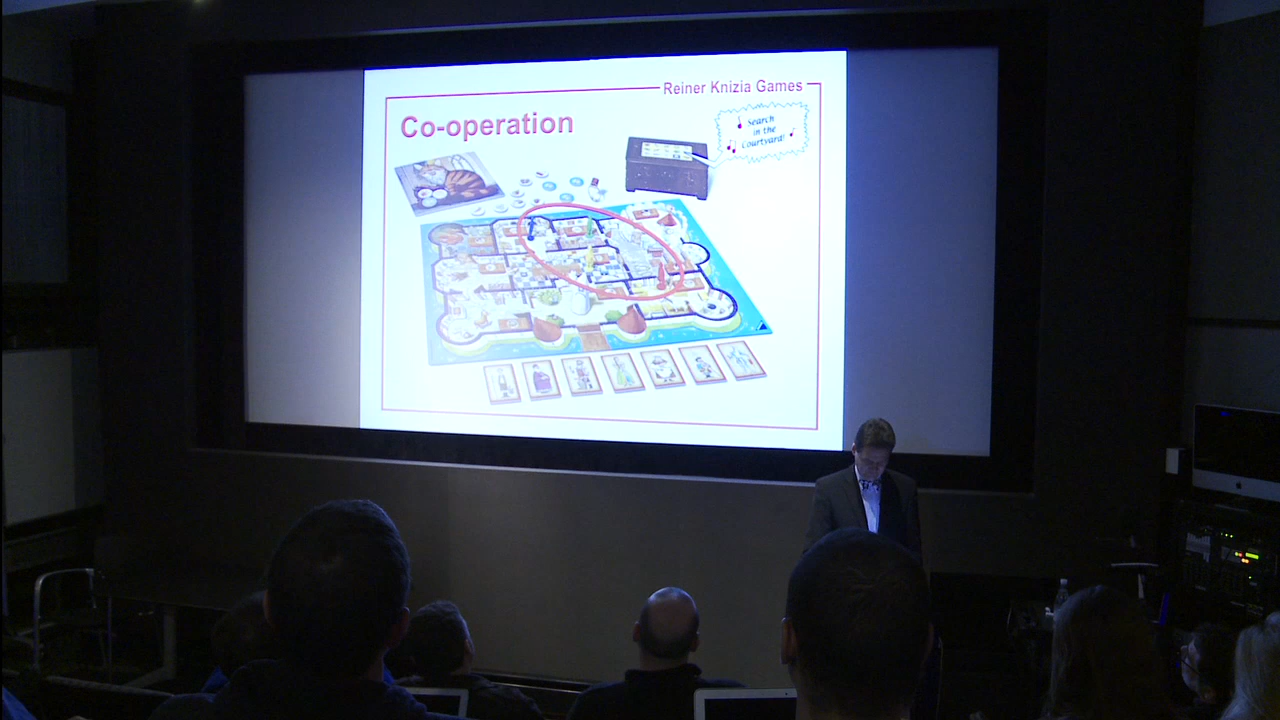 Reiner Knizia Games
Co-operation
Search
in the
Courtyard!